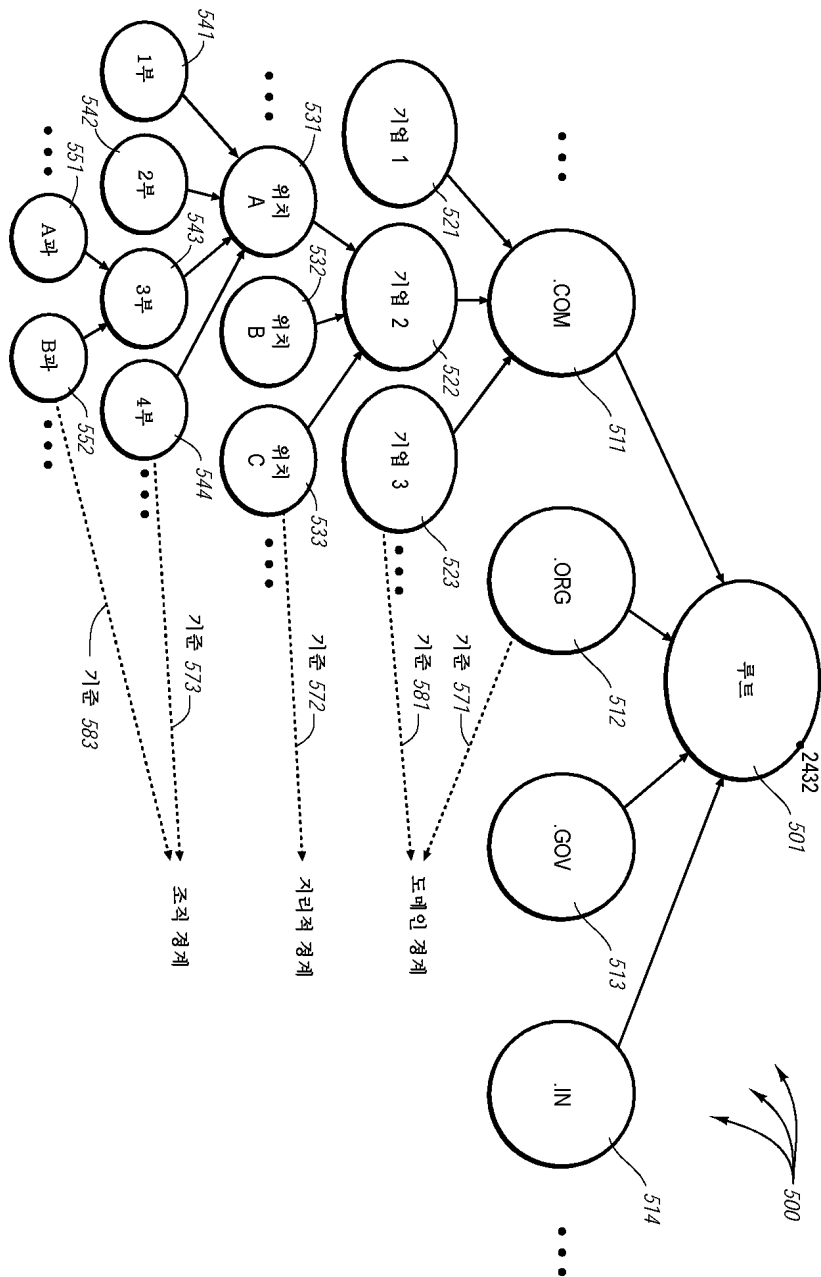 500
루트
2432
501
.COM
511
.ORG
512
.GOV
513
.IN
514
기업 1
521
기업 2
522
기업 3
523
기준 571
기준 581
도메인 경계
위치
A
531
위치
B
532
위치
C
533
기준 572
지리적 경계
1부
541
2부
542
3부
543
4부
544
기준 573
A과
551
B과
552
기준 583
조직 경계